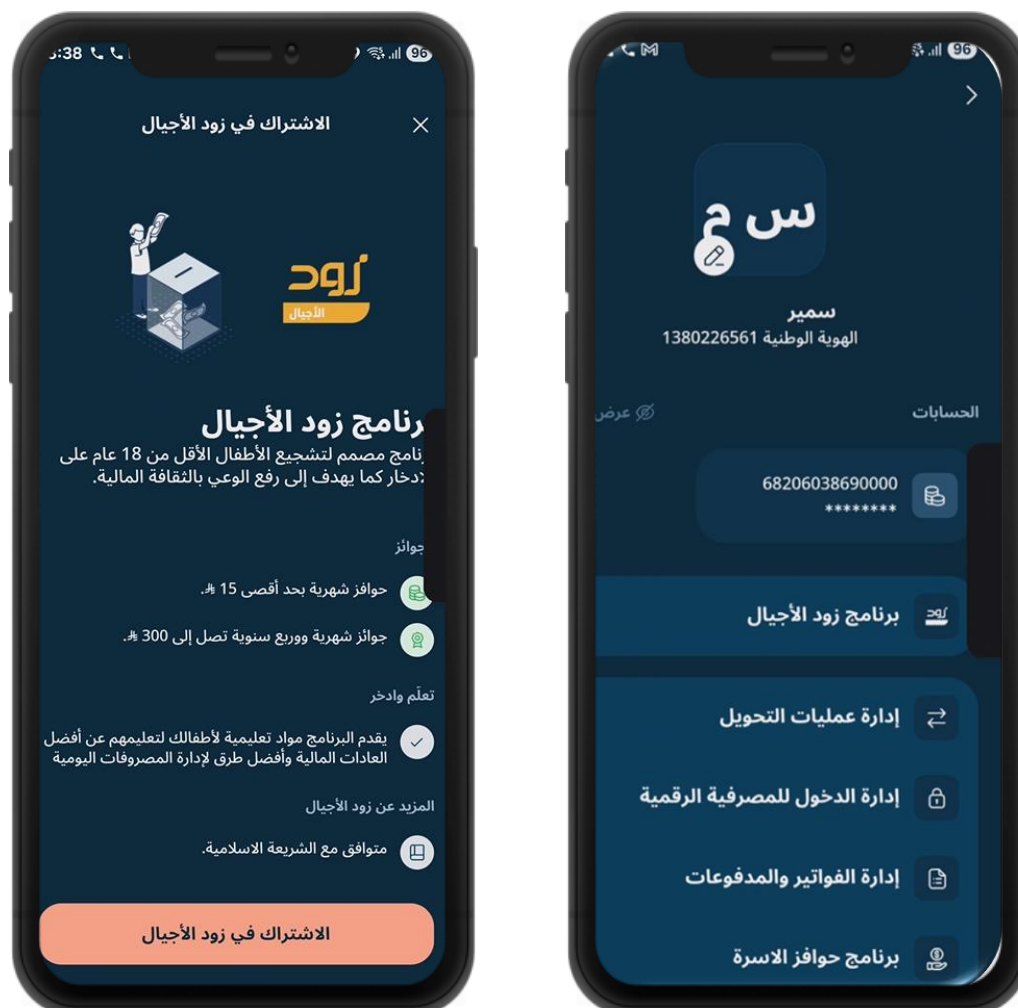 96
الاشتراك في زود الأجيال
زود
الأجيال
برنامج زود الأجيال
برنامج مصمم لتشجيع الأطفال الأقل من 18 عام على
الادخار كما يهدف إلى رفع الوعي بالثقافة المالية.
حوافز شهرية بحد أقصى 15 ⃁.
جوائز شهرية وربع سنوية تصل إلى 300 ⃁.
تعلّم وادخر
يقدم البرنامج مواد تعليمية لأطفالك لتعليمهم عن أفضل
العادات المالية وأفضل طرق لإدارة المصروفات اليومية
المزيد عن زود الأجيال
متوافق مع الشريعة الاسلامية.
الاشتراك في زود الأجيال
96
س م
سمير
الهوية الوطنية 1380226561
الحسابات
عرض
68206038690000
********
زود
برنامج زود الأجيال
إدارة عمليات التحويل
إدارة الدخول للمصرفية الرقمية
إدارة الفواتير والمدفوعات
برنامج حوافز الاسرة